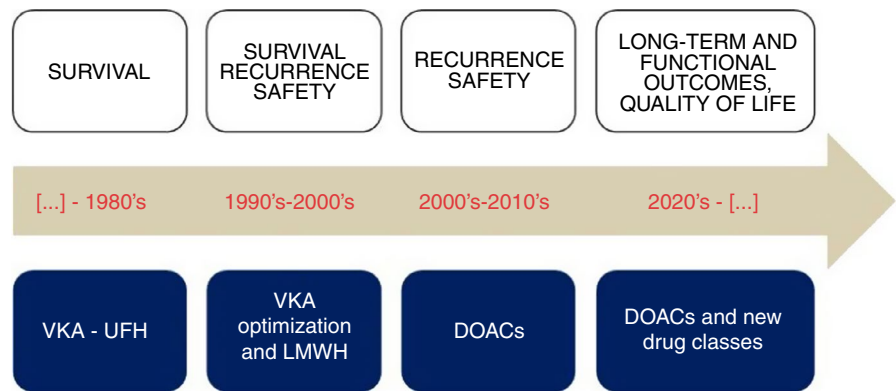 SURVIVAL
SURVIVAL
RECURRENCE
SAFETY
RECURRENCE
SAFETY
LONG-TERM AND
FUNCTIONAL
OUTCOMES,
QUALITY OF LIFE
[...] - 1980’s
1990’s-2000’s
2000’s-2010’s
2020’s - [...]
VKA - UFH
VKA
optimization
and LMWH
DOACs
DOACs and new
drug classes